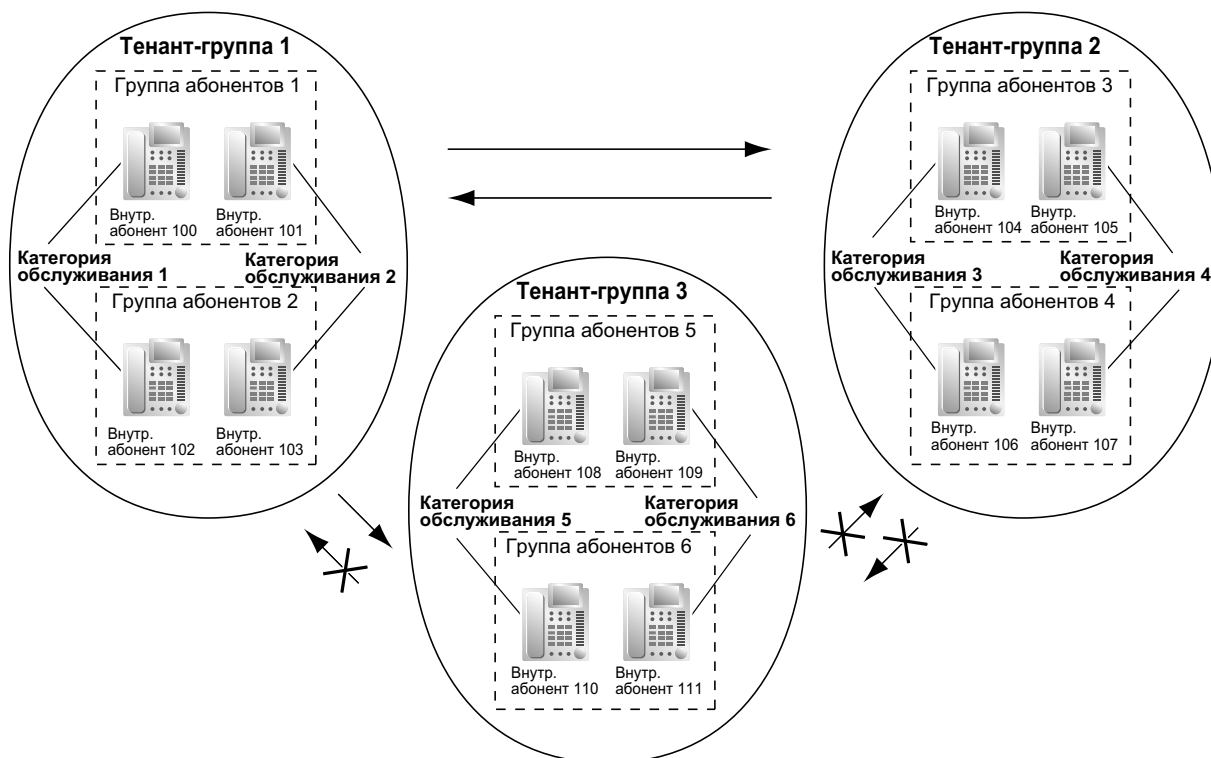 Тенант-группа 1
Группа абонентов 1
Внутр.
абонент 100
Внутр.
абонент 101
Категория
обслуживания 1
Категория
обслуживания 2
Группа абонентов 2
Внутр.
абонент 102
Внутр.
абонент 103
Тенант-группа 2
Группа абонентов 3
Внутр.
абонент 104
Внутр.
абонент 105
Категория
обслуживания 3
Категория
обслуживания 4
Группа абонентов 4
Внутр.
абонент 106
Внутр.
абонент 107
Тенант-группа 3
Группа абонентов 5
Внутр.
абонент 108
Внутр.
абонент 109
Категория
обслуживания 5
Категория
обслуживания 6
Группа абонентов 6
Внутр.
абонент 110
Внутр.
абонент 111